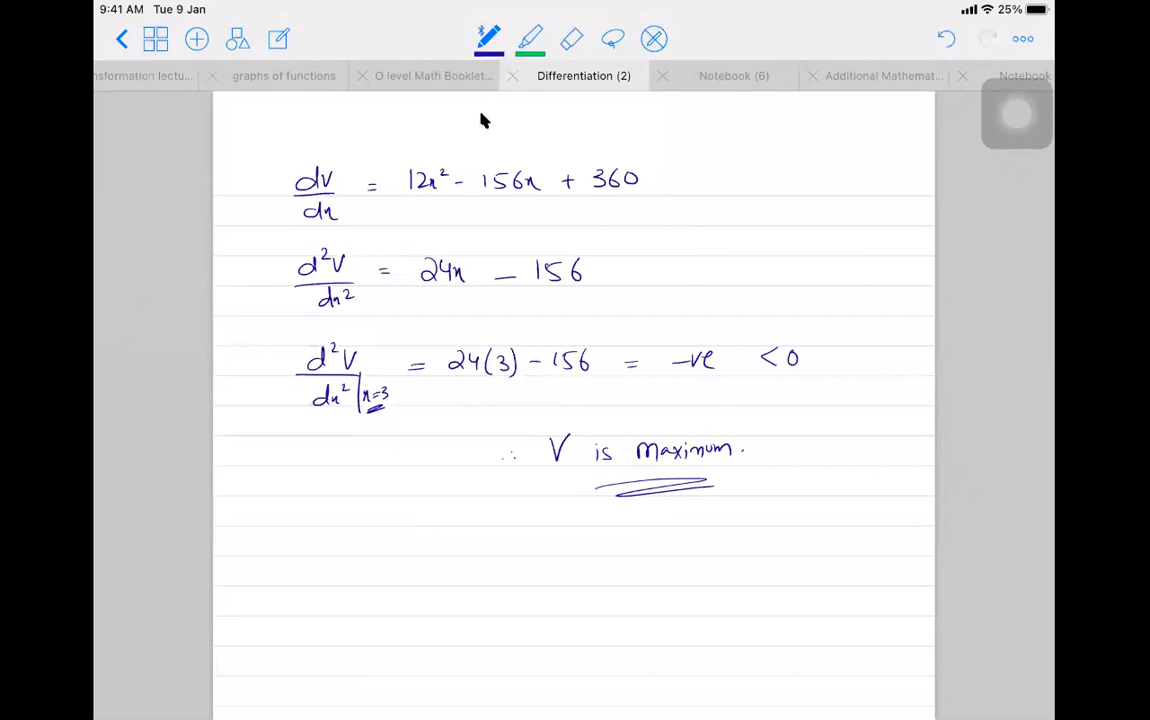 9:41 AM Tue 9 Jan 25%
nsformation lectu... graphs of functions O level Math Booklet... Differentiation (2) Notebook (6) Additional Mathemat... Notebook
dV/dx = 12x² - 156x + 360
d²V/dx² = 24x - 156
d²V/dx² |x=3 = 24(3) - 156 = -ve < 0
∴ V is maximum.